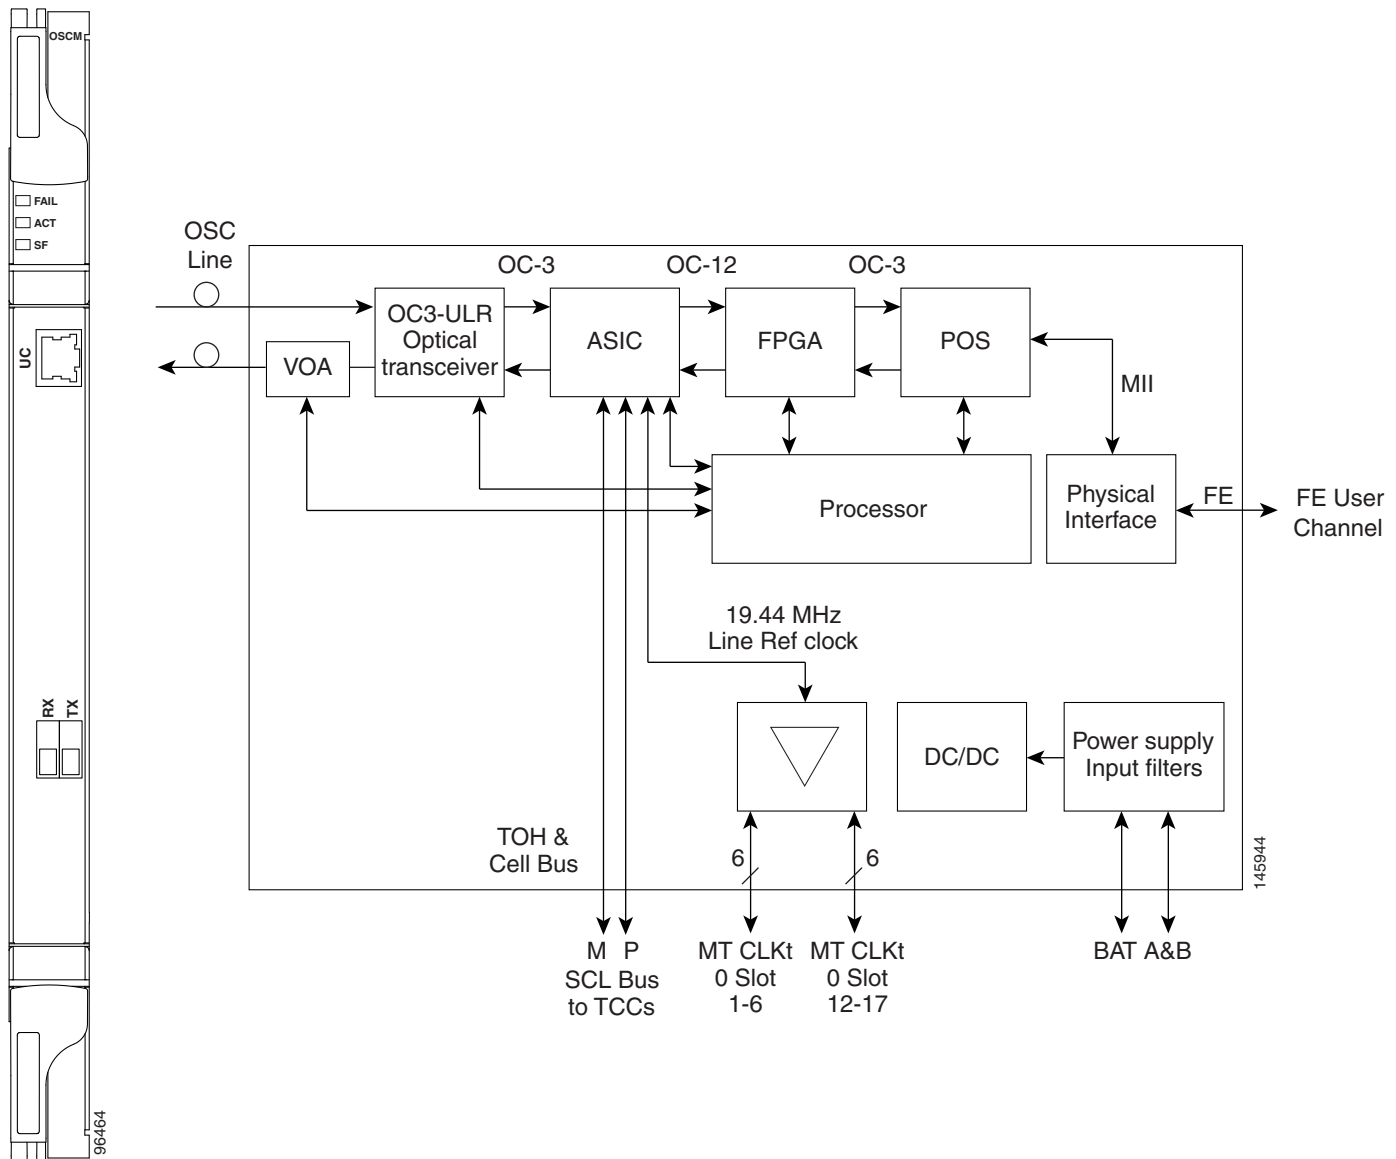 OSCM
FAIL
ACT
SF
UC
RX
TX
96464
OSC
Line
OC-3
OC-12
OC-3
OC3-ULR
Optical
transceiver
ASIC
FPGA
POS
VOA
MII
Processor
Physical
Interface
FE
FE User
Channel
19.44 MHz
Line Ref clock
DC/DC
Power supply
Input filters
TOH &
Cell Bus
6
6
145944
M P
SCL Bus
to TCCs
MT CLKt
0 Slot
1-6
MT CLKt
0 Slot
12-17
BAT A&B